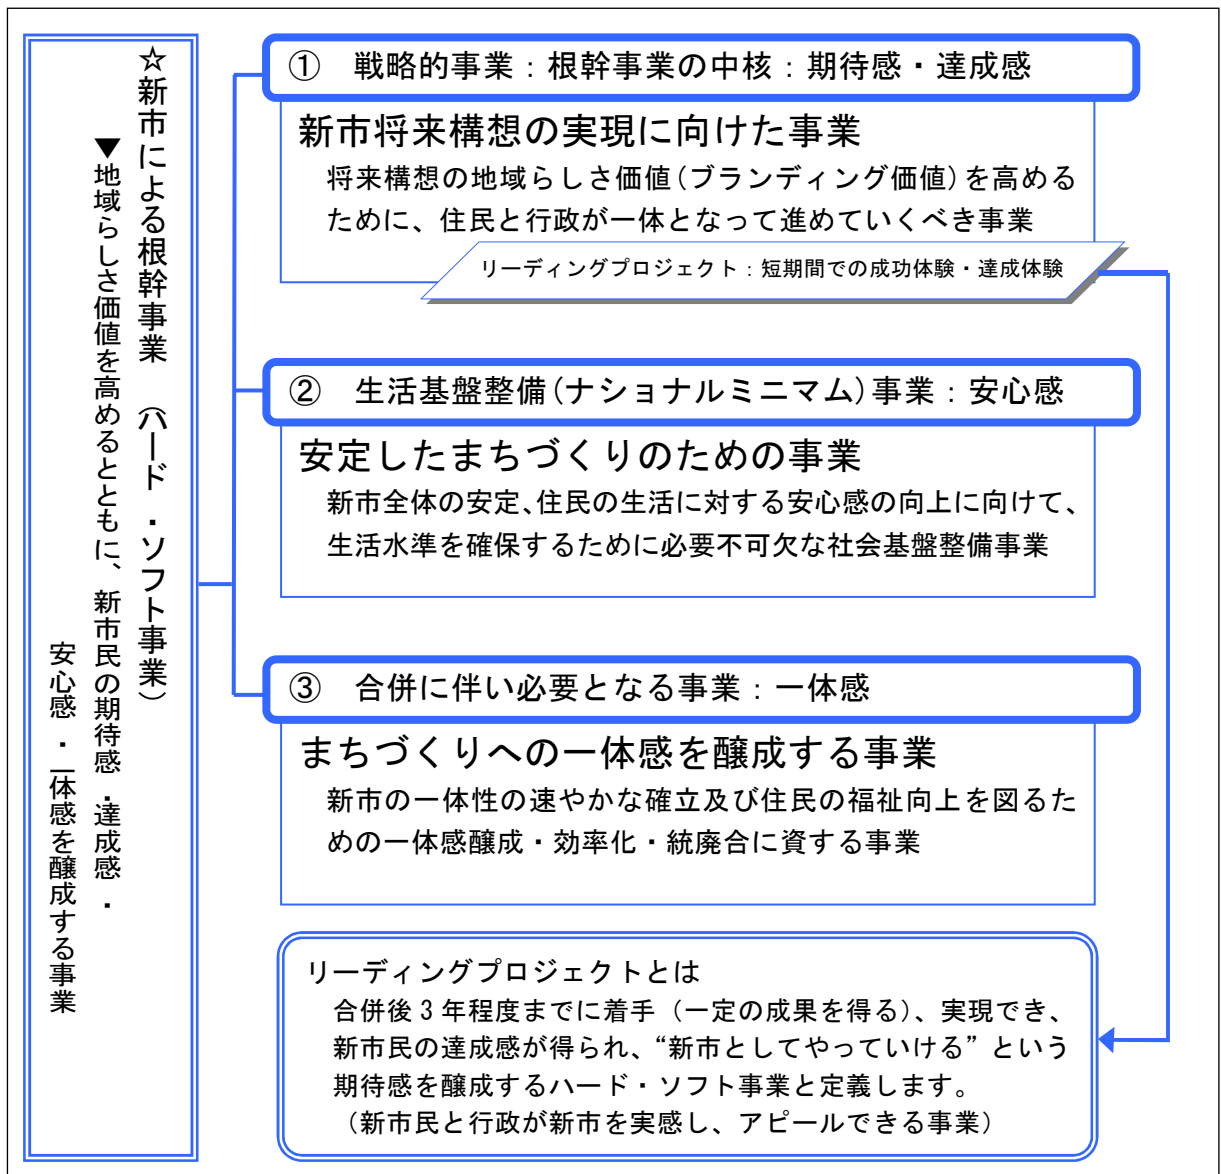 ☆新市による根幹事業 (ハード・ソフト事業)
▼地域らしさ価値を高めるとともに、新市民の期待感・達成感・
安心感・一体感を醸成する事業
① 戦略的事業：根幹事業の中核：期待感・達成感
新市将来構想の実現に向けた事業
将来構想の地域らしさ価値(ブランディング価値)を高める
ために、住民と行政が一体となって進めていくべき事業
リーディングプロジェクト：短期間での成功体験・達成体験
② 生活基盤整備(ナショナルミニマム)事業：安心感
安定したまちづくりのための事業
新市全体の安定、住民の生活に対する安心感の向上に向けて、
生活水準を確保するために必要不可欠な社会基盤整備事業
③ 合併に伴い必要となる事業：一体感
まちづくりへの一体感を醸成する事業
新市の一体性の速やかな確立及び住民の福祉向上を図るた
めの一体感醸成・効率化・統廃合に資する事業
リーディングプロジェクトとは
合併後3年程度までに着手（一定の成果を得る）、実現でき、
新市民の達成感が得られ、“新市としてやっていける”という
期待感を醸成するハード・ソフト事業と定義します。
（新市民と行政が新市を実感し、アピールできる事業）